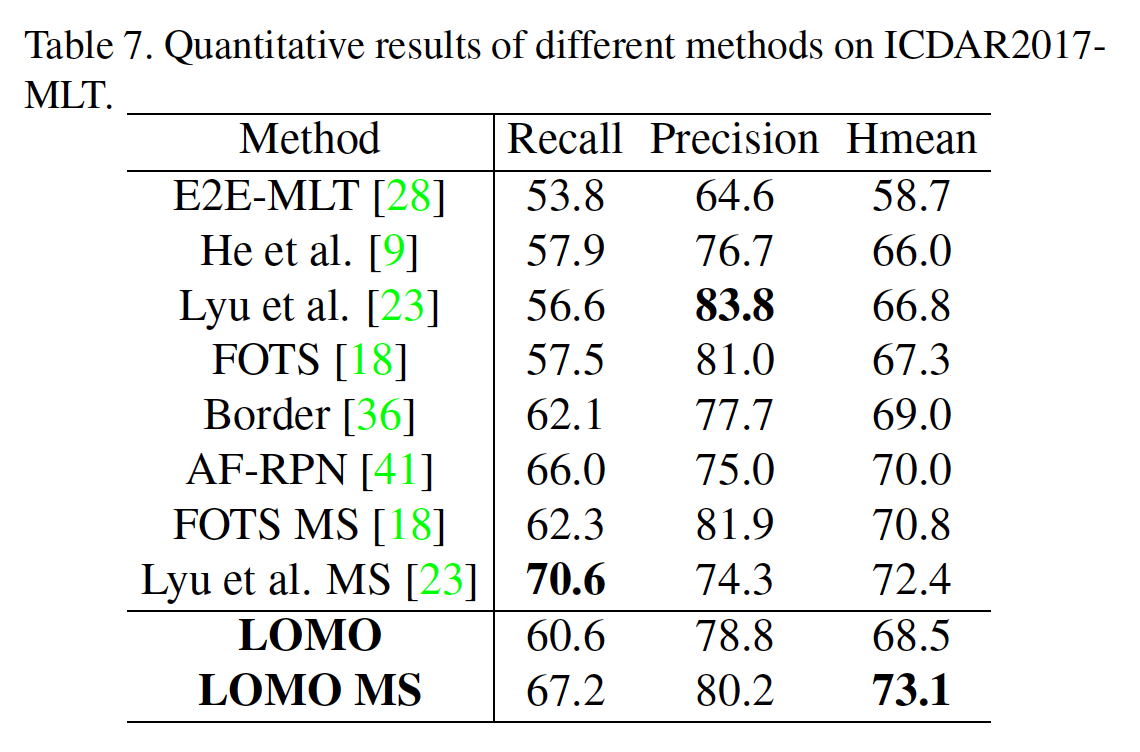 Table 7. Quantitative results of different methods on ICDAR2017-
MLT.
Method Recall Precision Hmean
E2E-MLT [28] 53.8 64.6 58.7
He et al. [9] 57.9 76.7 66.0
Lyu et al. [23] 56.6 83.8 66.8
FOTS [18] 57.5 81.0 67.3
Border [36] 62.1 77.7 69.0
AF-RPN [41] 66.0 75.0 70.0
FOTS MS [18] 62.3 81.9 70.8
Lyu et al. MS [23] 70.6 74.3 72.4
LOMO 60.6 78.8 68.5
LOMO MS 67.2 80.2 73.1